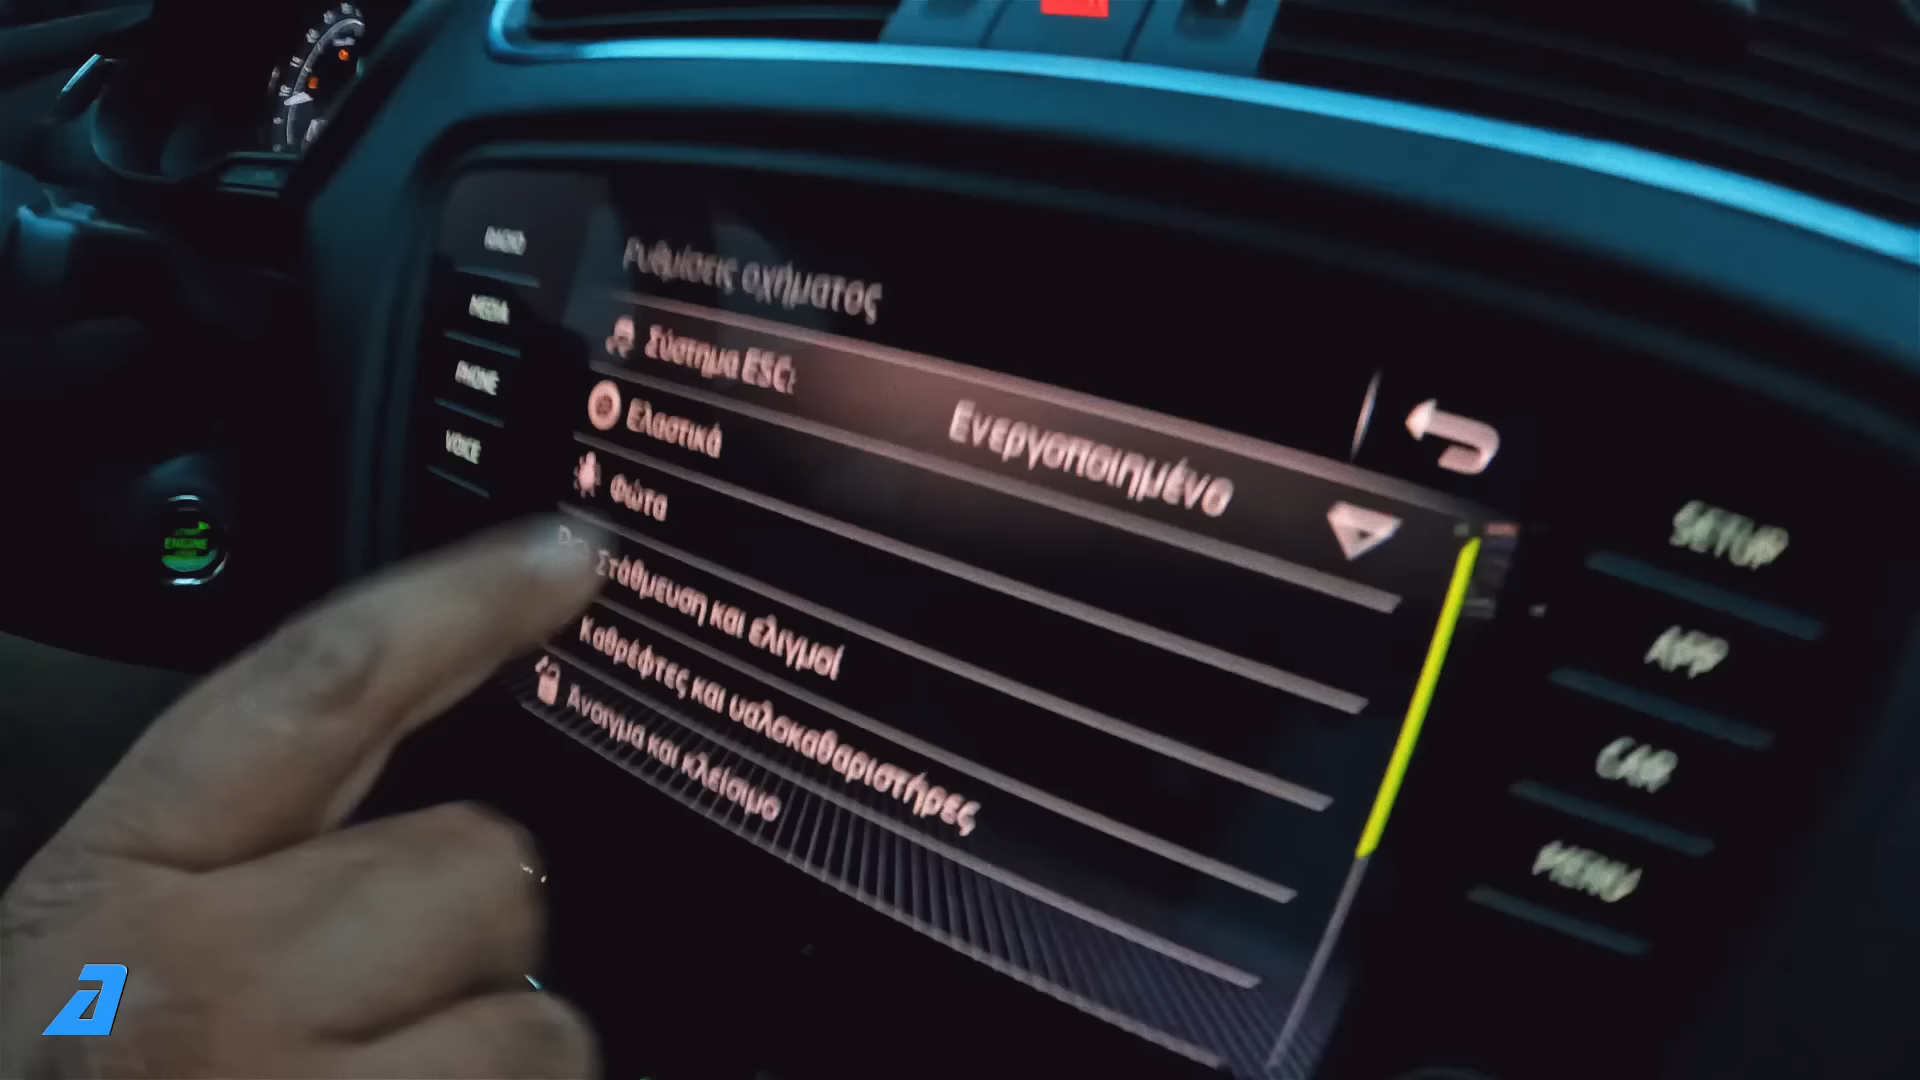 RADIO
MEDIA
PHONE
VOICE
Ρυθμίσεις οχήματος
Σύστημα ESC:
Ενεργοποιημένο
Ελαστικά
Φώτα
Στάθμευση και ελιγμοί
Καθρέφτες και υαλοκαθαριστήρες
Άνοιγμα και κλείσιμο
SETUP
APP
CAR
MENU
ENGINE